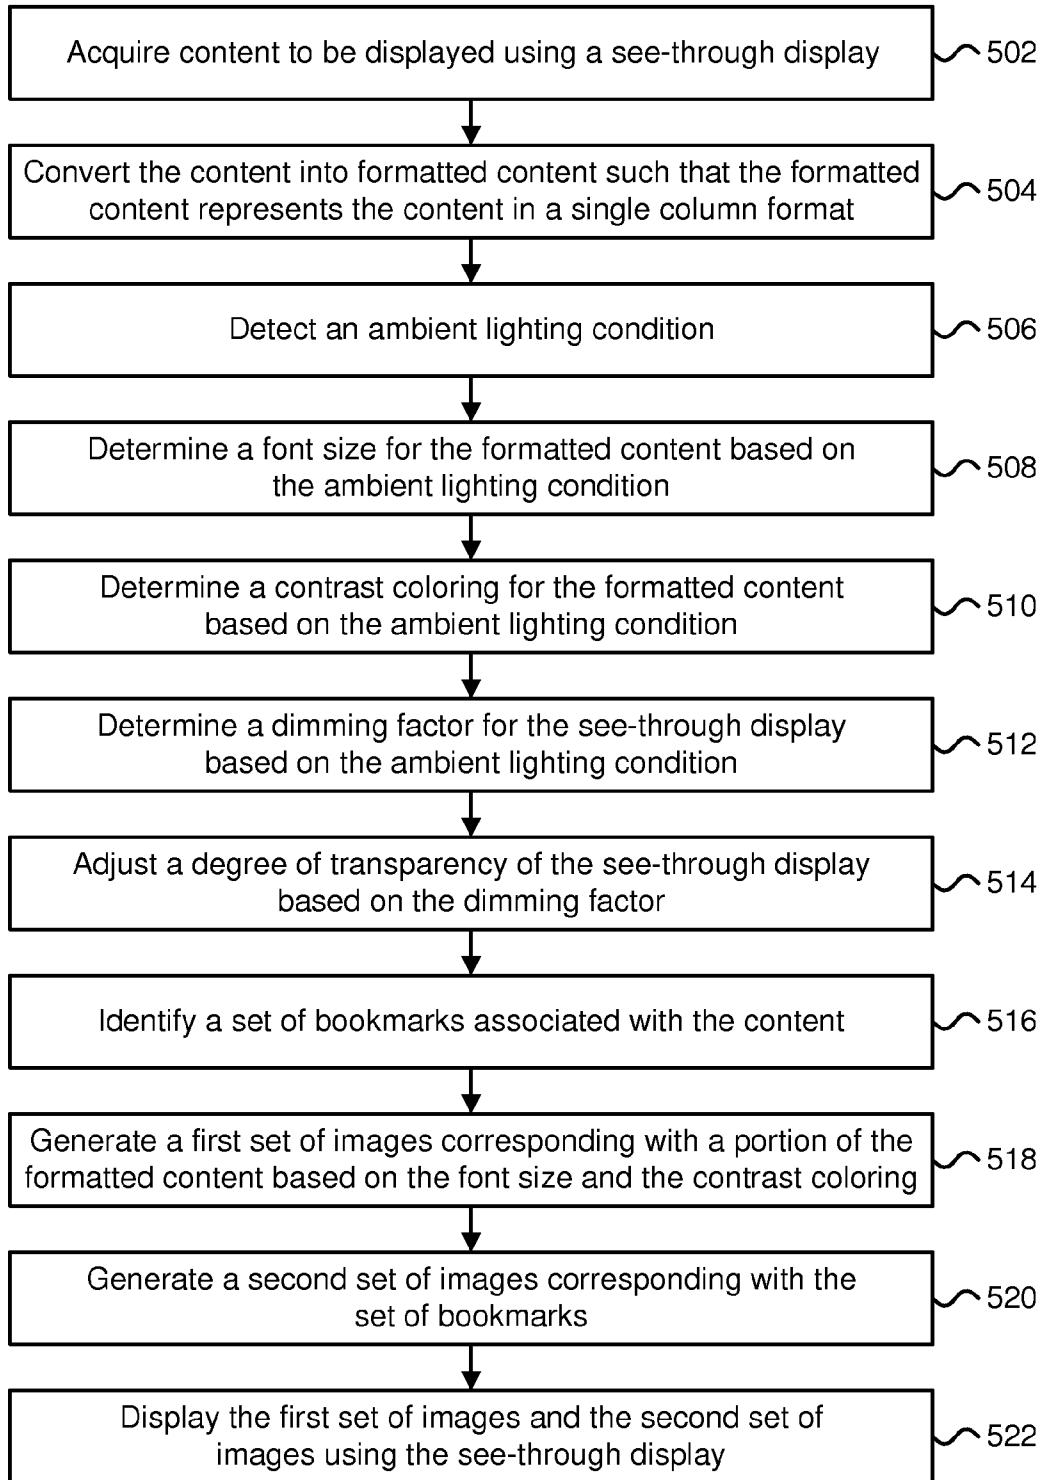 Acquire content to be displayed using a see-through display
502
Convert the content into formatted content such that the formatted
content represents the content in a single column format
504
Detect an ambient lighting condition
506
Determine a font size for the formatted content based on
the ambient lighting condition
508
Determine a contrast coloring for the formatted content
based on the ambient lighting condition
510
Determine a dimming factor for the see-through display
based on the ambient lighting condition
512
Adjust a degree of transparency of the see-through display
based on the dimming factor
514
Identify a set of bookmarks associated with the content
516
Generate a first set of images corresponding with a portion of the
formatted content based on the font size and the contrast coloring
518
Generate a second set of images corresponding with the
set of bookmarks
520
Display the first set of images and the second set of
images using the see-through display
522